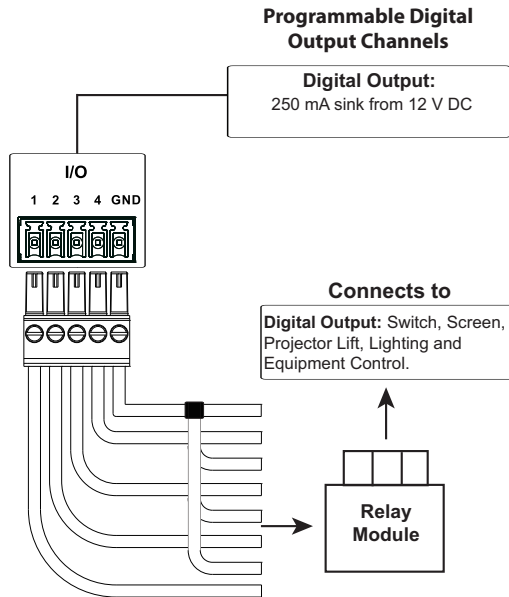 Programmable Digital
Output Channels
Digital Output:
250 mA sink from 12 V DC
I/O
1 2 3 4 GND
Connects to
Digital Output: Switch, Screen,
Projector Lift, Lighting and
Equipment Control.
Relay
Module